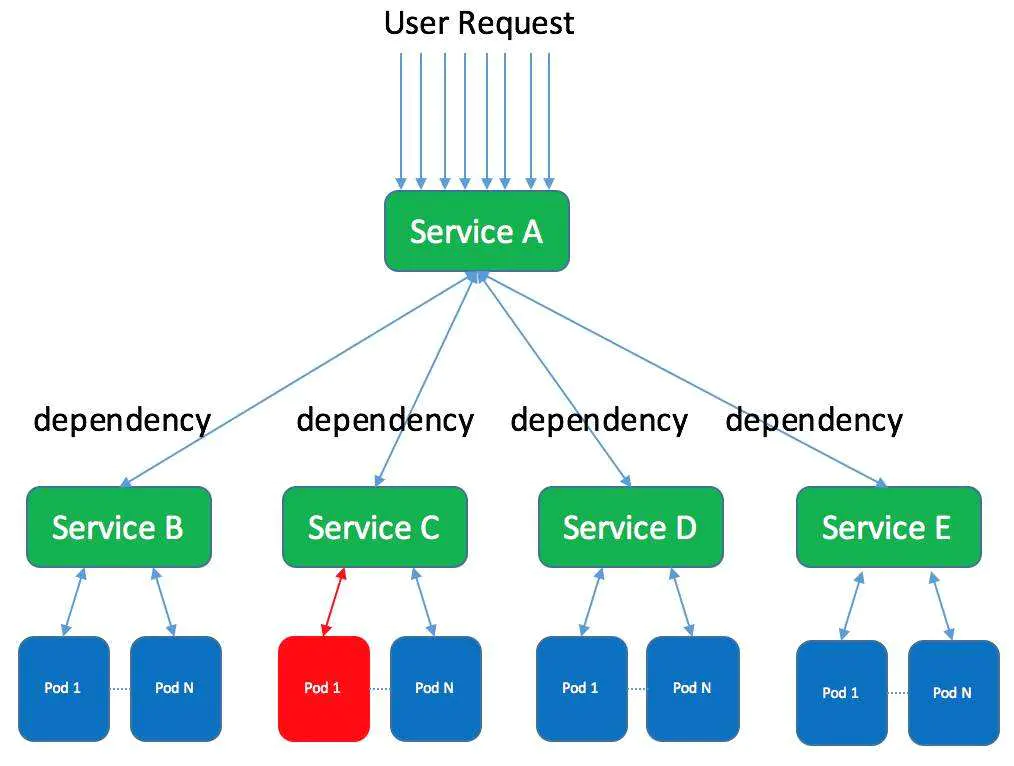 User Request
Service A
dependency dependency dependency dependency
Service B Service C Service D Service E
Pod 1 Pod N Pod 1 Pod N Pod 1 Pod N Pod 1 Pod N